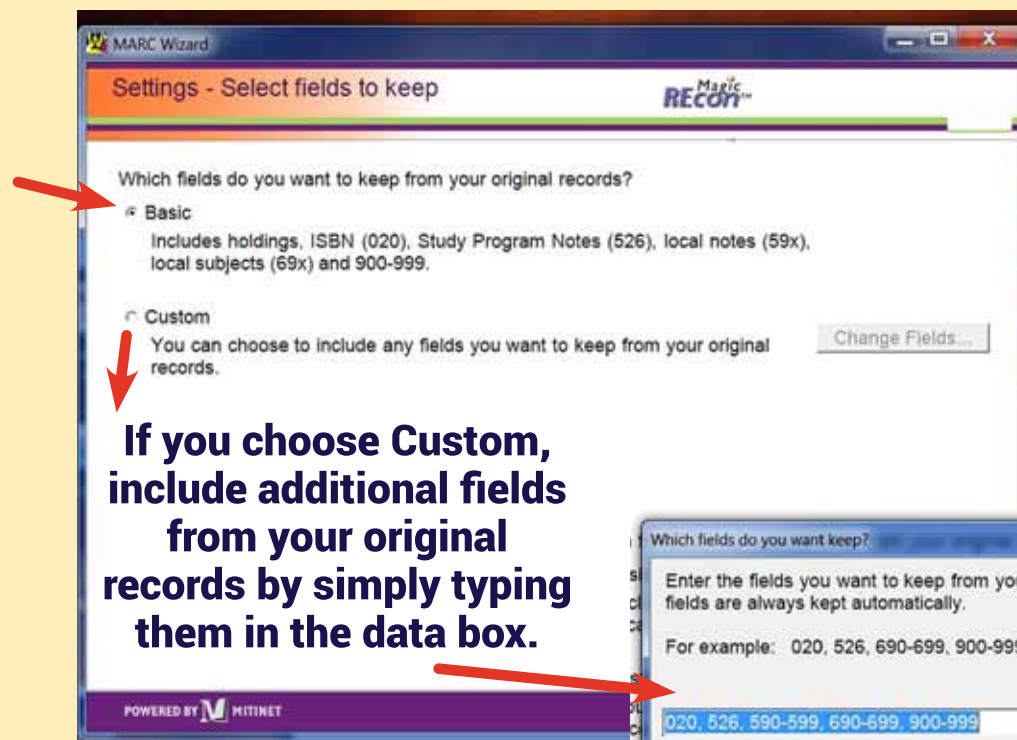 MARC Wizard
Settings - Select fields to keep
Magic
REcon™
Which fields do you want to keep from your original records?
Basic
Includes holdings, ISBN (020), Study Program Notes (526), local notes (59x),
local subjects (69x) and 900-999.
Custom
You can choose to include any fields you want to keep from your original
records.
Change Fields...
If you choose Custom,
include additional fields
from your original
records by simply typing
them in the data box.
Which fields do you want keep?
Enter the fields you want to keep from you
fields are always kept automatically.
For example: 020, 526, 690-699, 900-999
020, 526, 590-599, 690-699, 900-999
POWERED BY MITINET